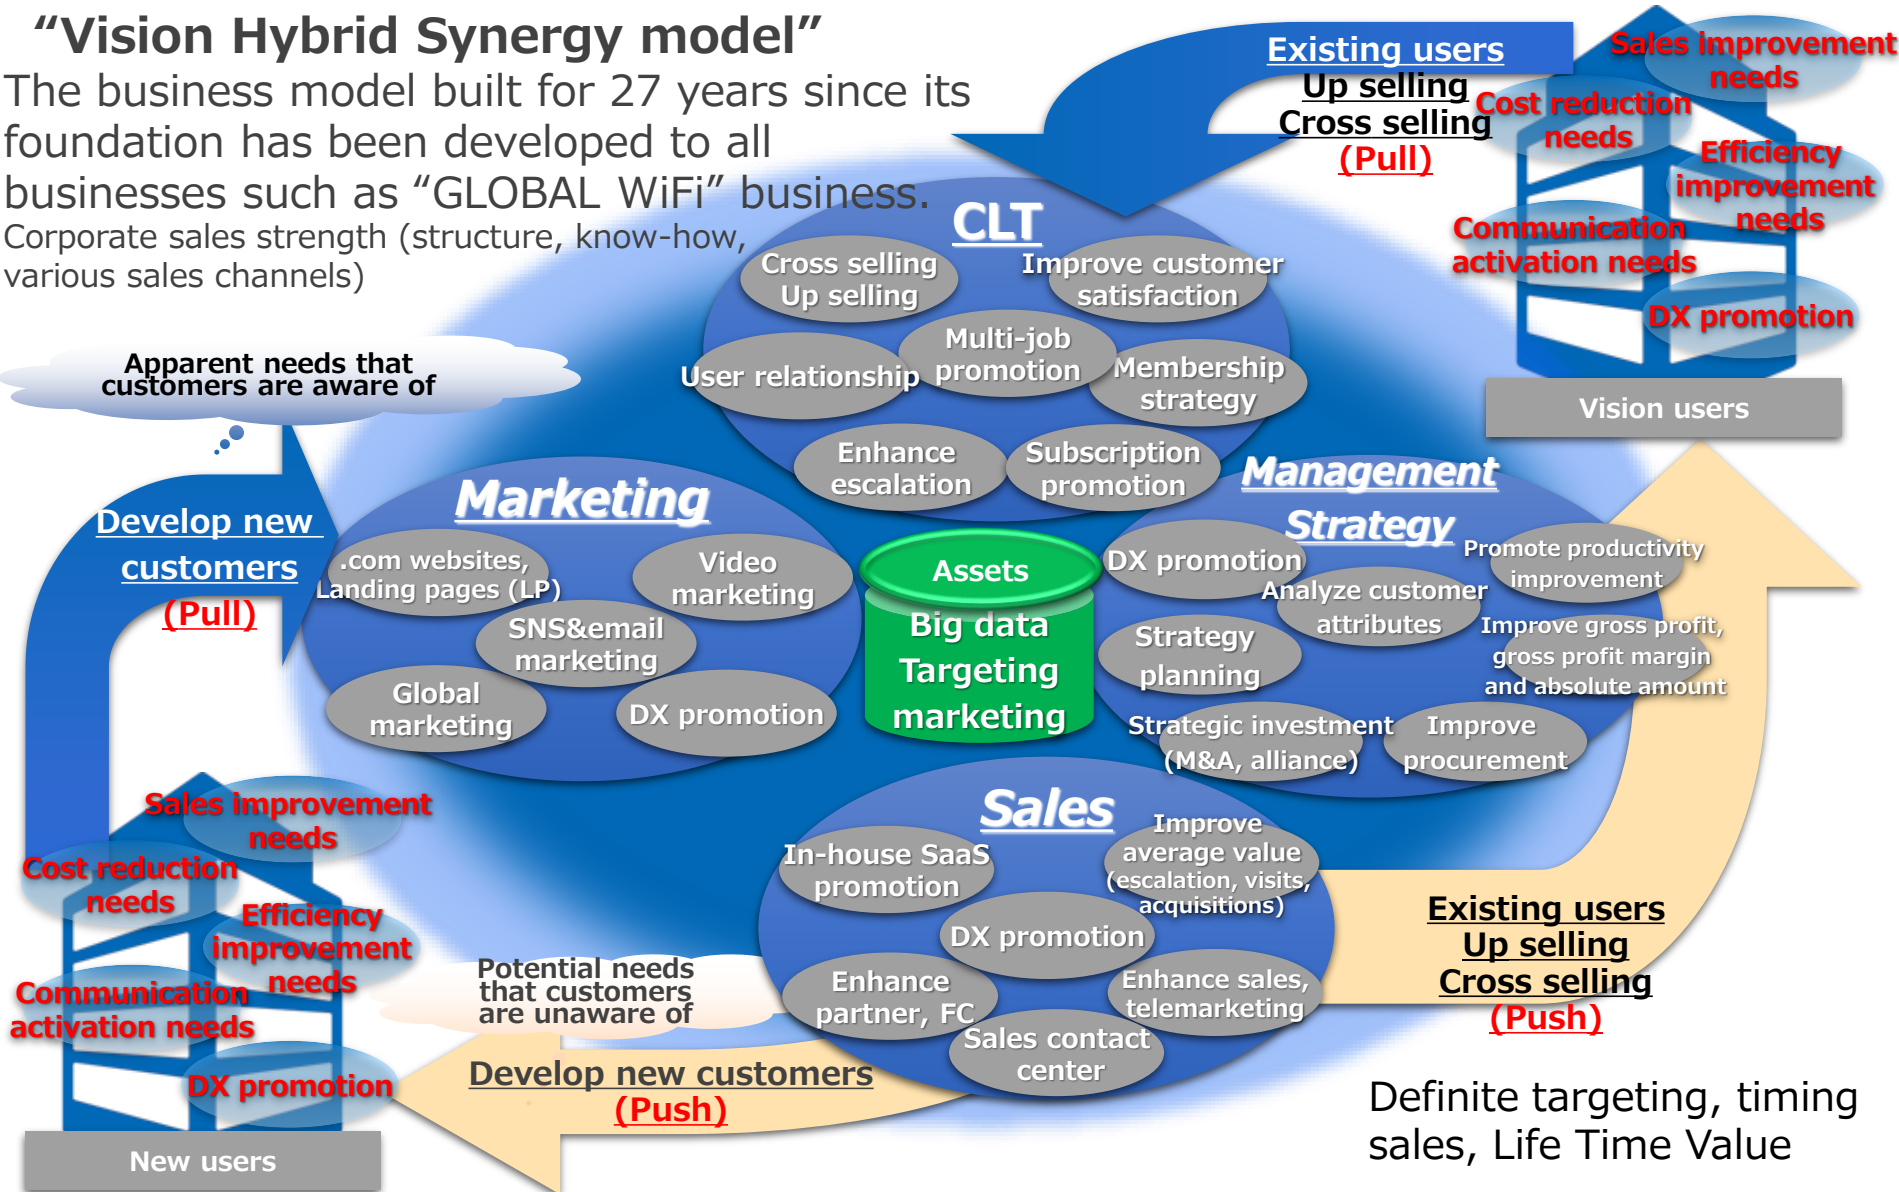 “Vision Hybrid Synergy model”
The business model built for 27 years since its
foundation has been developed to all
businesses such as “GLOBAL WiFi” business.
Corporate sales strength (structure, know-how,
various sales channels)
Existing users
Up selling
Cross selling
(Pull)
Sales improvement
needs
Cost reduction
needs
Efficiency
improvement
needs
Communication
activation needs
DX promotion
Vision users
CLT
Cross selling
Up selling
Improve customer
satisfaction
Multi-job
promotion
User relationship
Membership
strategy
Enhance
escalation
Subscription
promotion
Apparent needs that
customers are aware of
Develop new
customers
(Pull)
Marketing
.com websites,
Landing pages (LP)
Video
marketing
SNS&email
marketing
Global
marketing
DX promotion
Assets
Big data
Targeting
marketing
Management
Strategy
DX promotion
Promote productivity
improvement
Analyze customer
attributes
Strategy
planning
Improve gross profit,
gross profit margin
and absolute amount
Strategic investment
(M&A, alliance)
Improve
procurement
Sales
In-house SaaS
promotion
Improve
average value
(escalation, visits,
acquisitions)
DX promotion
Enhance
partner, FC
Enhance sales,
telemarketing
Sales contact
center
Sales improvement
needs
Cost reduction
needs
Efficiency
improvement
needs
Communication
activation needs
DX promotion
New users
Potential needs
that customers
are unaware of
Develop new customers
(Push)
Existing users
Up selling
Cross selling
(Push)
Definite targeting, timing
sales, Life Time Value